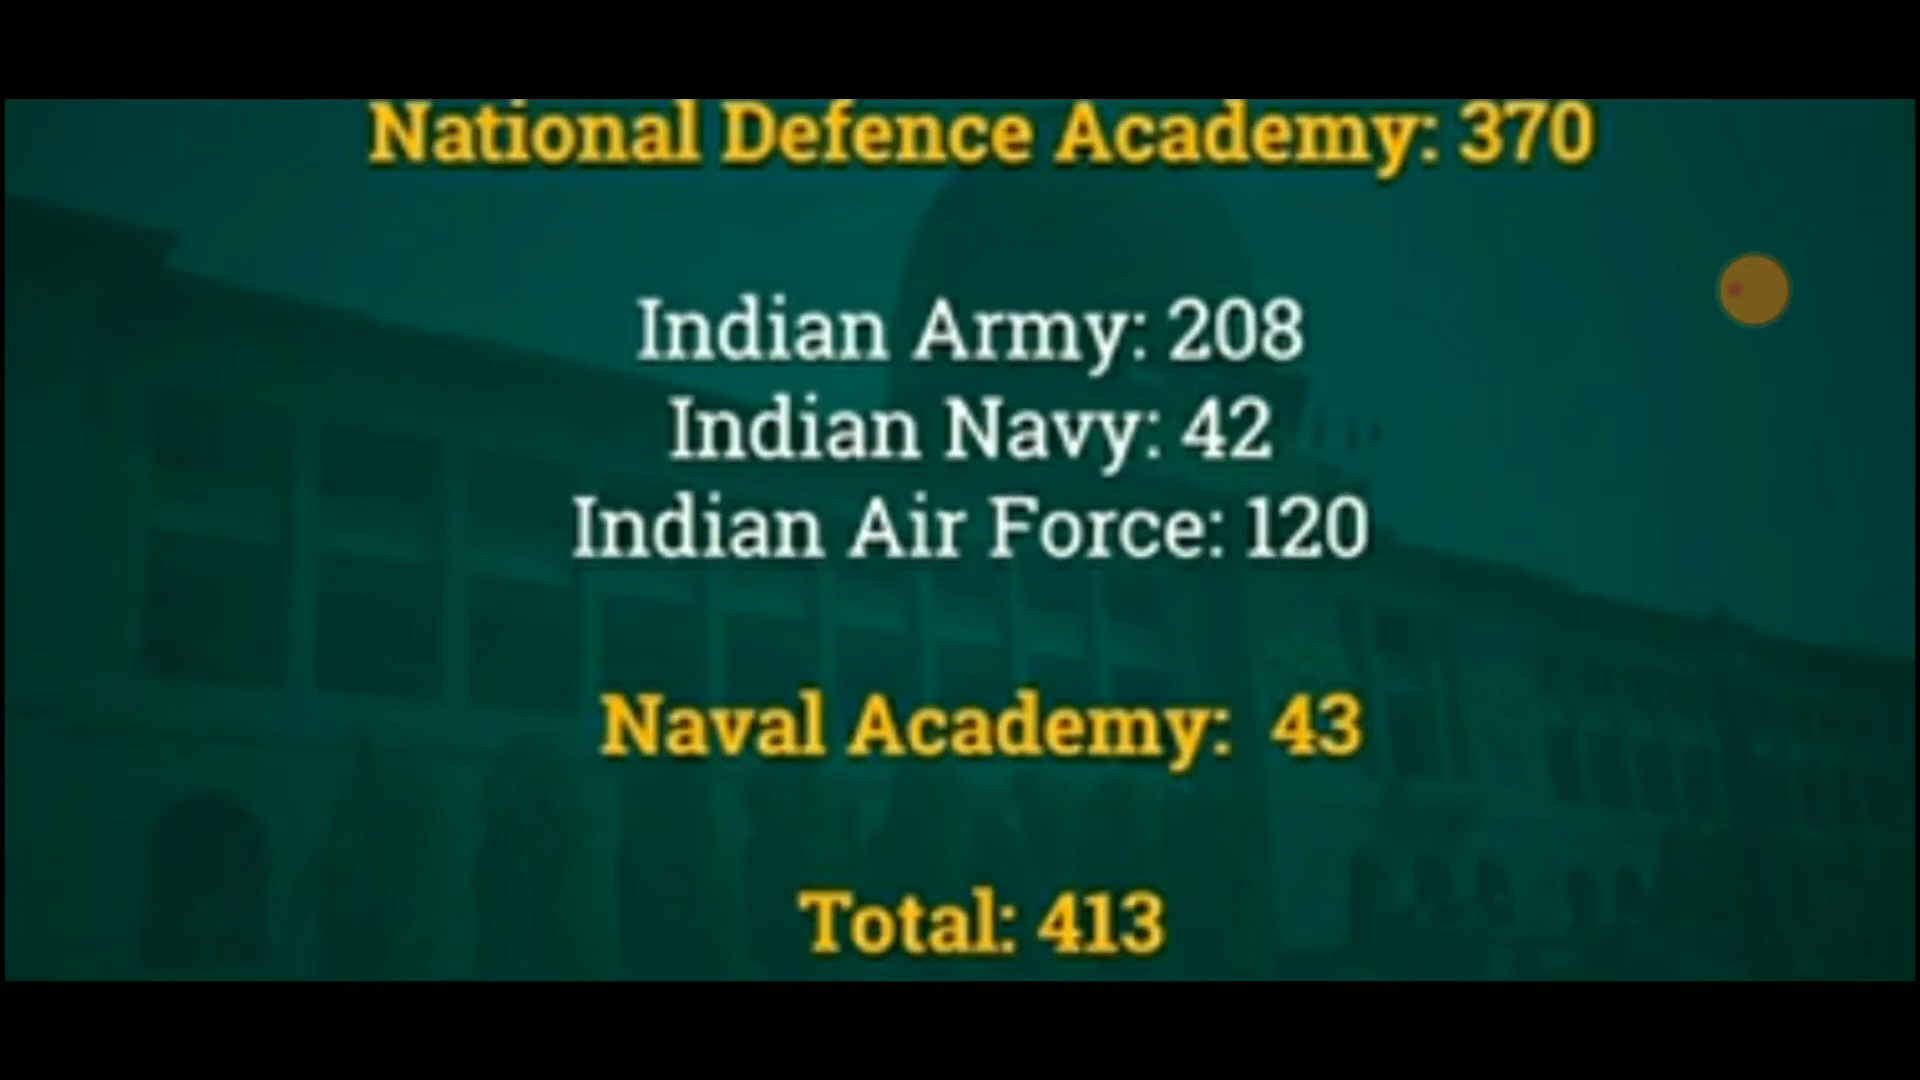 National Defence Academy: 370
Indian Army: 208
Indian Navy: 42
Indian Air Force: 120
Naval Academy: 43
Total: 413